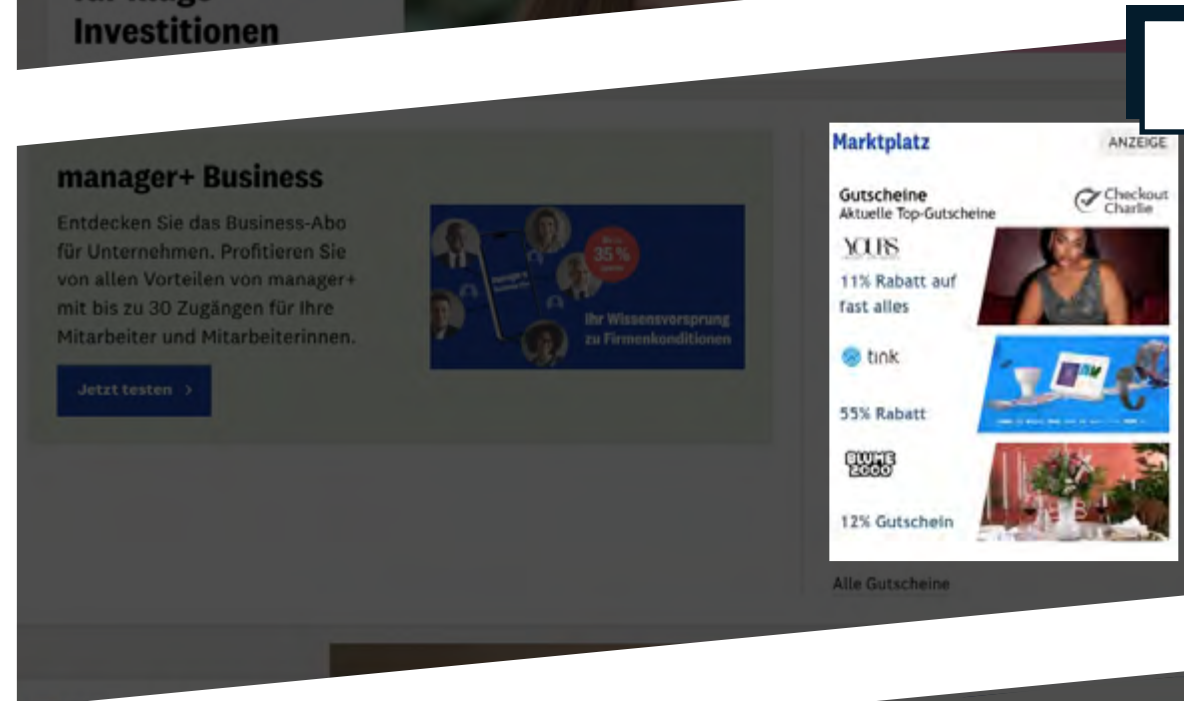 Investitionen
manager+ Business
Entdecken Sie das Business-Abo
für Unternehmen. Profitieren Sie
von allen Vorteilen von manager+
mit bis zu 30 Zugängen für Ihre
Mitarbeiter und Mitarbeiterinnen.
Jetzt testen
35 %
Ihr Wissensvorsprung
zu Firmenkonditionen
Marktplatz
ANZEIGE
Gutscheine
Aktuelle Top-Gutscheine
Checkout
Charlie
YOURS
11% Rabatt auf
fast alles
tink
55% Rabatt
BLUME
2000
12% Gutschein
Alle Gutscheine